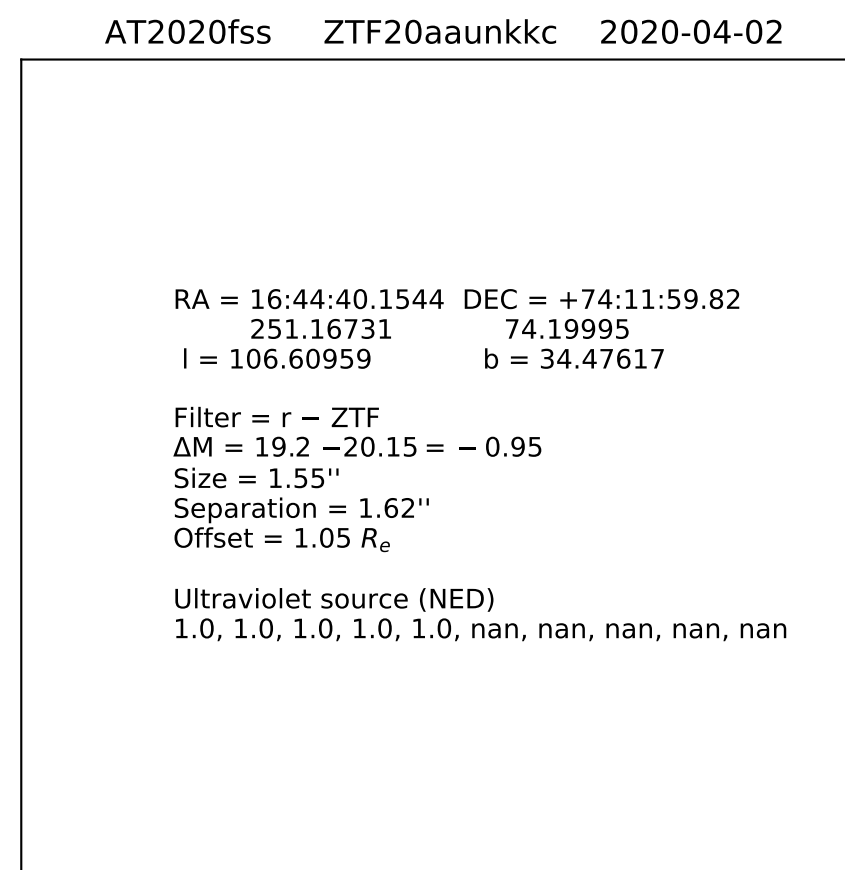 AT2020fss ZTF20aaunkkc 2020-04-02
RA = 16:44:40.1544 DEC = +74:11:59.82
251.16731 74.19995
l = 106.60959 b = 34.47617
Filter = r − ZTF
ΔM = 19.2 −20.15 = − 0.95
Size = 1.55''
Separation = 1.62''
Offset = 1.05 Re
Ultraviolet source (NED)
1.0, 1.0, 1.0, 1.0, 1.0, nan, nan, nan, nan, nan